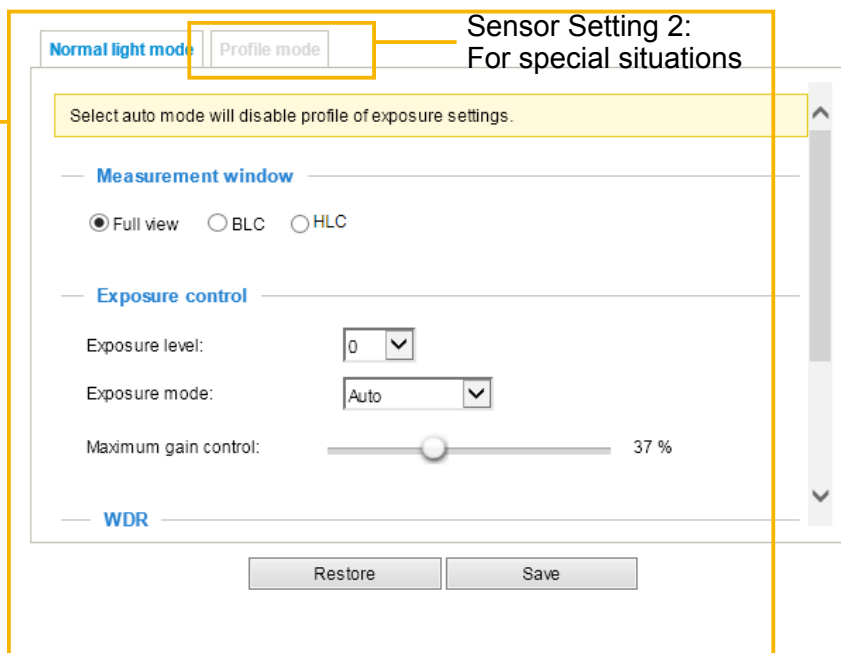 Sensor Setting 2:
For special situations
Normal light mode
Profile mode
Select auto mode will disable profile of exposure settings.
Measurement window
Full view BLC HLC
Exposure control
Exposure level: 0
Exposure mode: Auto
Maximum gain control: 37 %
WDR
Restore Save